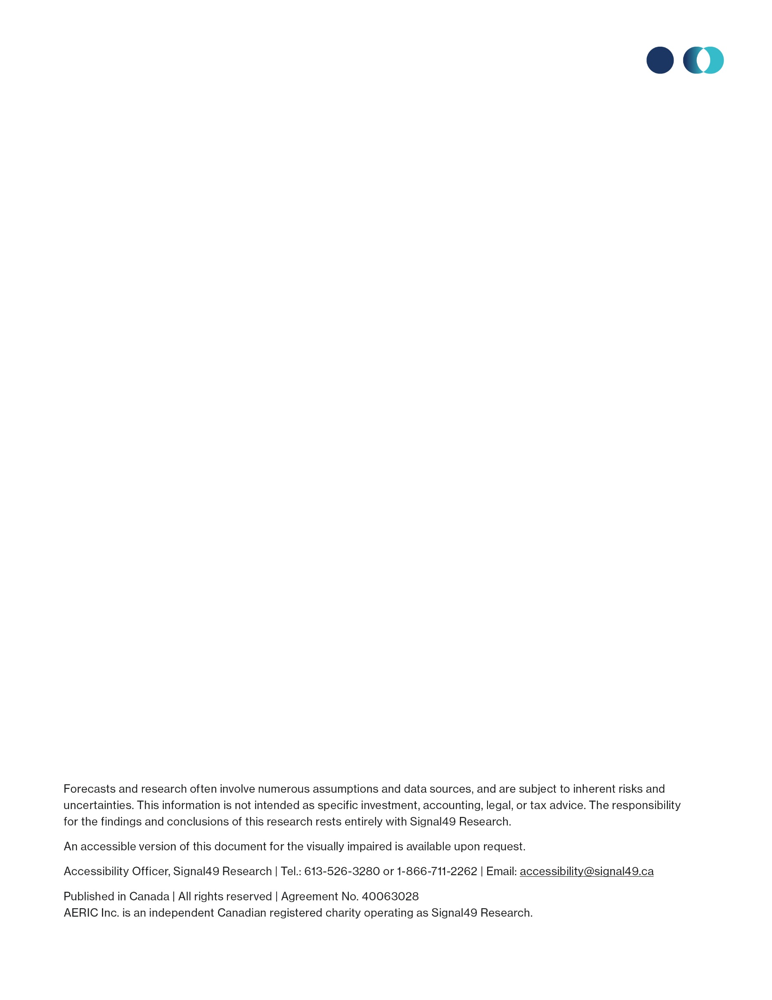 Forecasts and research often involve numerous assumptions and data sources, and are subject to inherent risks and
uncertainties. This information is not intended as specific investment, accounting, legal, or tax advice. The responsibility
for the findings and conclusions of this research rests entirely with Signal49 Research.
An accessible version of this document for the visually impaired is available upon request.
Accessibility Officer, Signal49 Research | Tel.: 613-526-3280 or 1-866-711-2262 | Email: accessibility@signal49.ca
Published in Canada | All rights reserved | Agreement No. 40063028
AERIC Inc. is an independent Canadian registered charity operating as Signal49 Research.